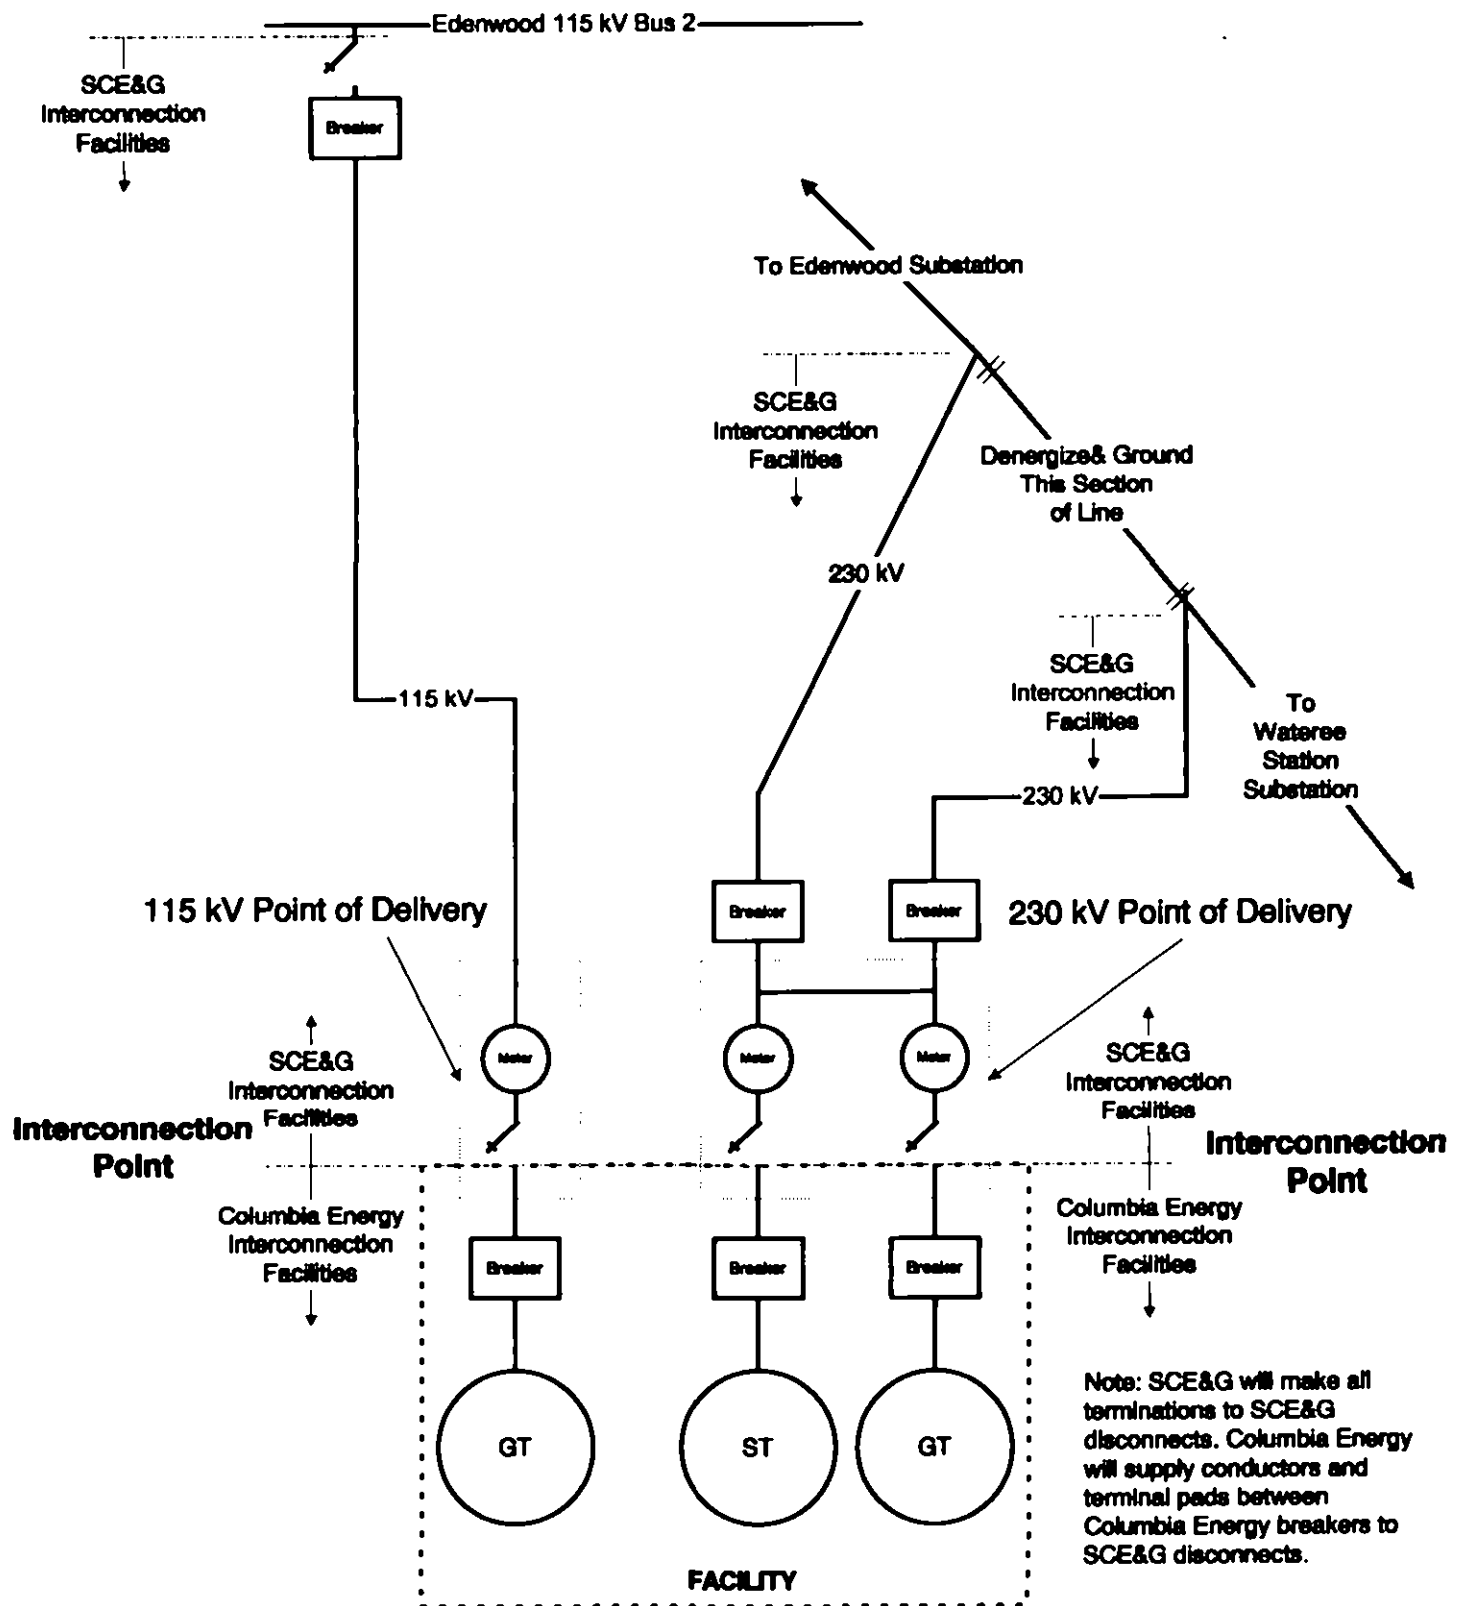 Edenwood 115 kV Bus 2
SCE&G
Interconnection
Facilities
Breaker
To Edenwood Substation
SCE&G
Interconnection
Facilities
Denergize& Ground
This Section
of Line
230 kV
SCE&G
Interconnection
Facilities
To
Wateree
Station
Substation
115 kV
230 kV
Breaker
Breaker
115 kV Point of Delivery
230 kV Point of Delivery
Meter
Meter
Meter
SCE&G
Interconnection
Facilities
SCE&G
Interconnection
Facilities
Interconnection
Point
Interconnection
Point
Columbia Energy
Interconnection
Facilities
Columbia Energy
Interconnection
Facilities
Breaker
Breaker
Breaker
GT
ST
GT
Note: SCE&G will make all
terminations to SCE&G
disconnects. Columbia Energy
will supply conductors and
terminal pads between
Columbia Energy breakers to
SCE&G disconnects.
FACILITY